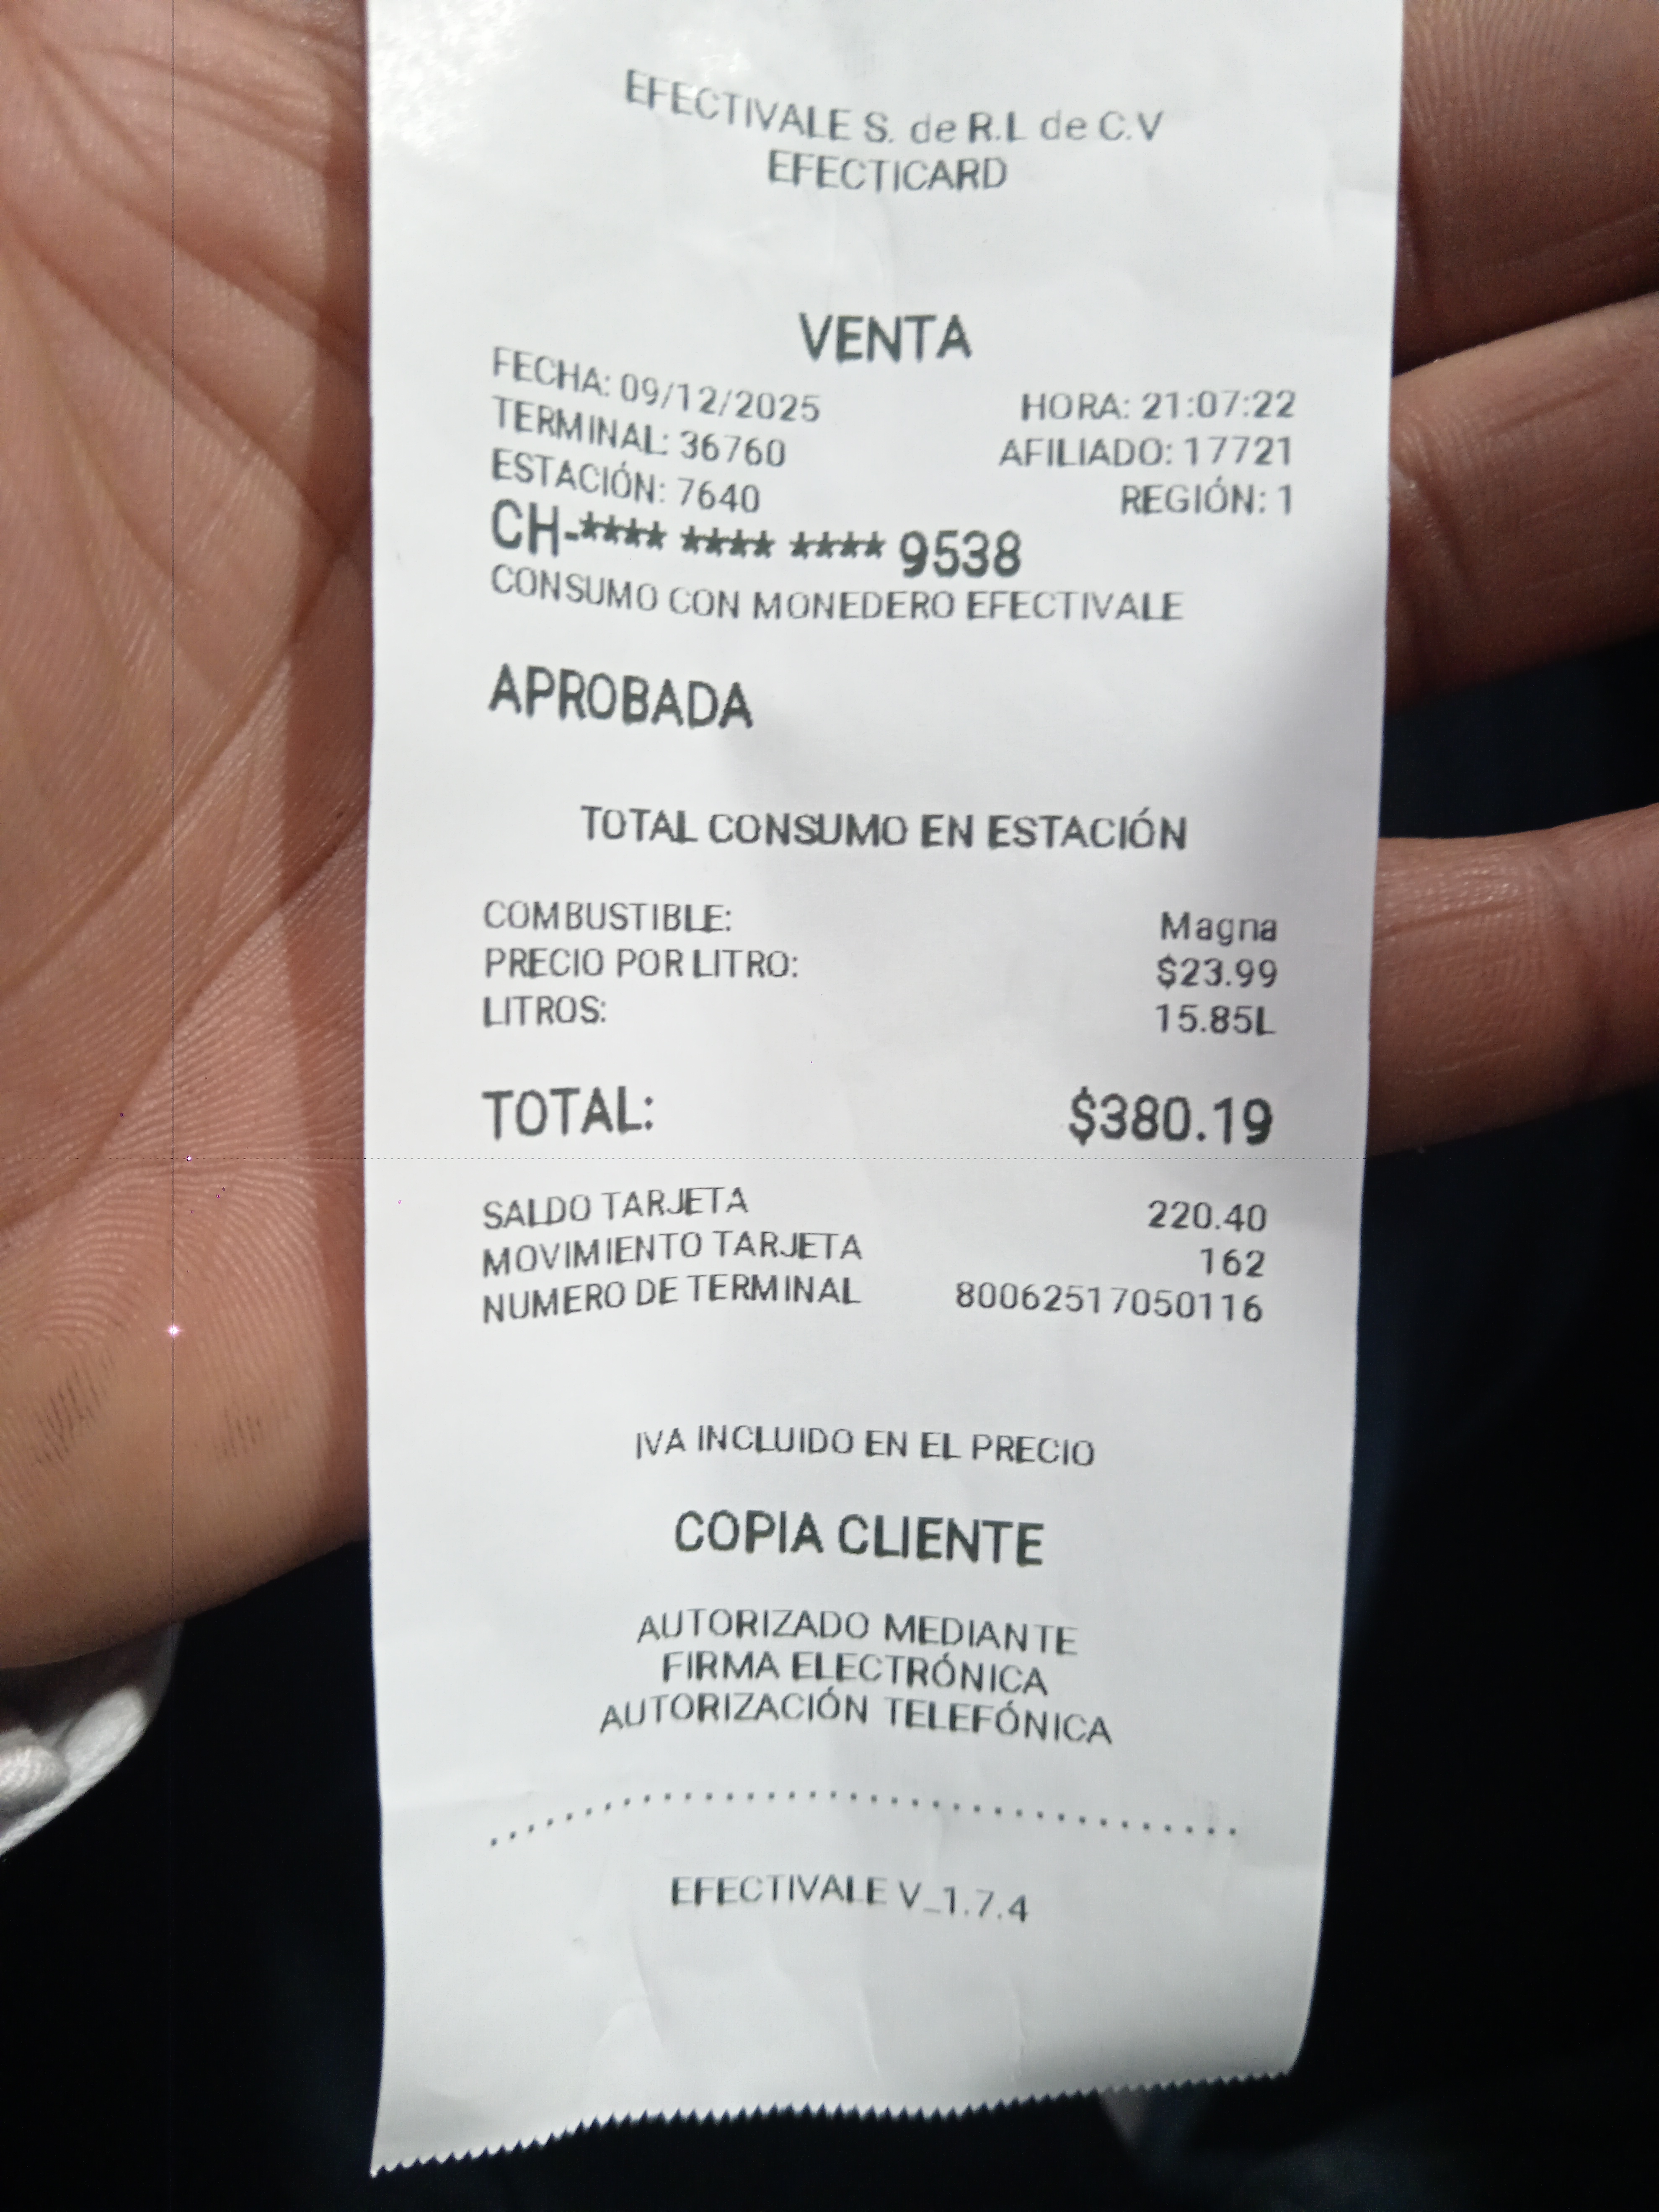 EFECTIVALE S. de R.L de C.V
EFECTICARD
VENTA
FECHA: 09/12/2025 HORA: 21:07:22
TERMINAL: 36760 AFILIADO: 17721
ESTACIÓN: 7640 REGIÓN: 1
CH-**** **** **** 9538
CONSUMO CON MONEDERO EFECTIVALE
APROBADA
TOTAL CONSUMO EN ESTACIÓN
COMBUSTIBLE: Magna
PRECIO POR LITRO: $23.99
LITROS: 15.85L
TOTAL: $380.19
SALDO TARJETA 220.40
MOVIMIENTO TARJETA 162
NUMERO DE TERMINAL 80062517050116
IVA INCLUIDO EN EL PRECIO
COPIA CLIENTE
AUTORIZADO MEDIANTE
FIRMA ELECTRÓNICA
AUTORIZACIÓN TELEFÓNICA
EFECTIVALE V_1.7.4